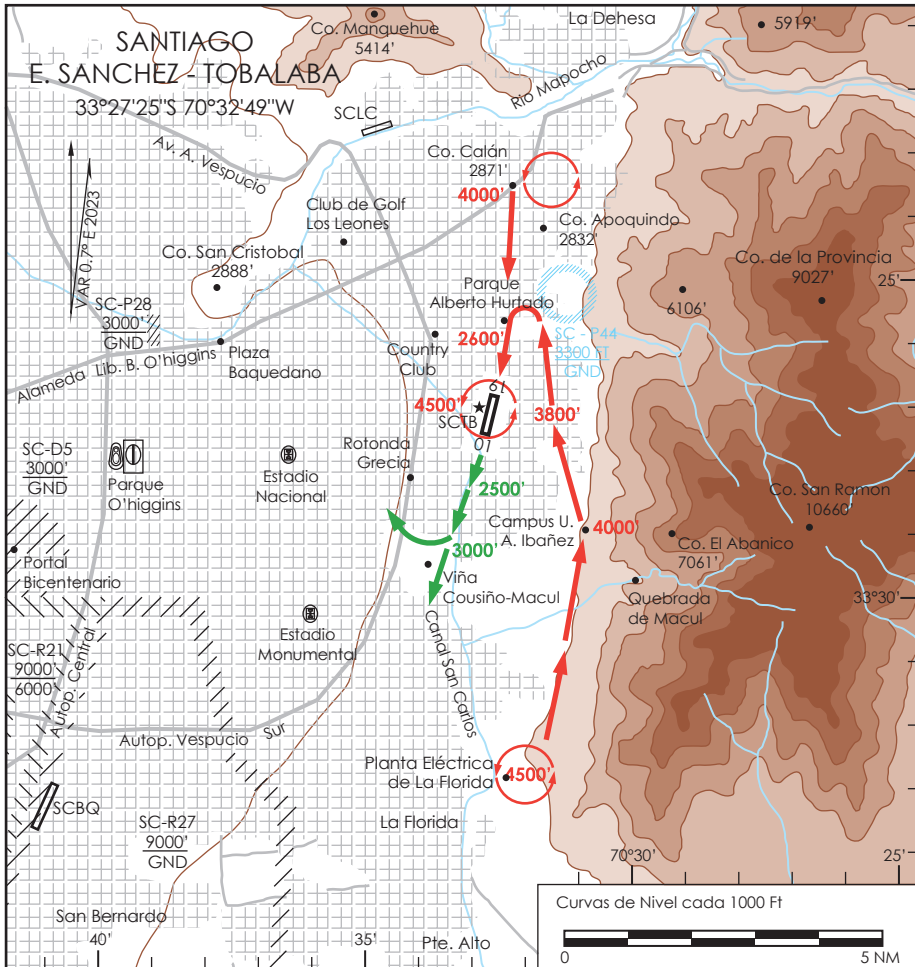 SANTIAGO
E. SANCHEZ - TOBALABA
33°27'25"S 70°32'49"W
Co. Manquehue
5414'
La Dehesa
5919'
Río Mapocho
SCLC
Av. A. Vespucio
VAR 0.7° E 2023
Co. Calán
2871'
4000'
Club de Golf
Los Leones
Co. Apoquindo
2832'
Co. San Cristobal
2888'
Co. de la Provincia
9027'
25'
6106'
SC-P28
3000'
GND
Parque
Alberto Hurtado
2600'
SC - P44
3300 FT
GND
Alameda Lib. B. O'higgins
Plaza
Baquedano
Country
Club
4500'
SCTB
19
01
3800'
SC-D5
3000'
GND
Parque
O'higgins
Estadio
Nacional
Rotonda
Grecia
2500'
Co. San Ramon
10660'
Campus U.
A. Ibañez
4000'
Co. El Abanico
7061'
3000'
Portal
Bicentenario
Viña
Cousiño-Macul
Quebrada
de Macul
33°30'
Estadio
Monumental
Canal San Carlos
SC-R21
9000'
6000'
Autop. Central
Autop. Vespucio Sur
Planta Eléctrica
de La Florida
4500'
SCBQ
SC-R27
9000'
GND
La Florida
70°30'
25'
San Bernardo
40'
35'
Pte. Alto
Curvas de Nivel cada 1000 Ft
0
5 NM